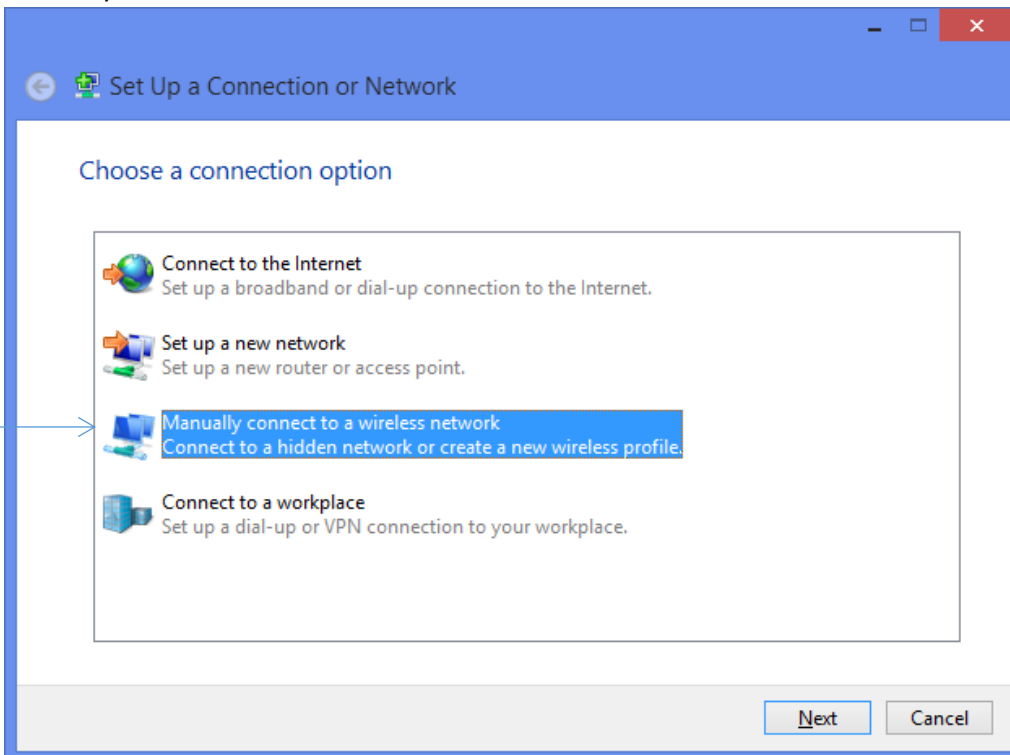 Set Up a Connection or Network
Choose a connection option
Connect to the Internet
Set up a broadband or dial-up connection to the Internet.
Set up a new network
Set up a new router or access point.
Manually connect to a wireless network
Connect to a hidden network or create a new wireless profile.
Connect to a workplace
Set up a dial-up or VPN connection to your workplace.
Next
Cancel